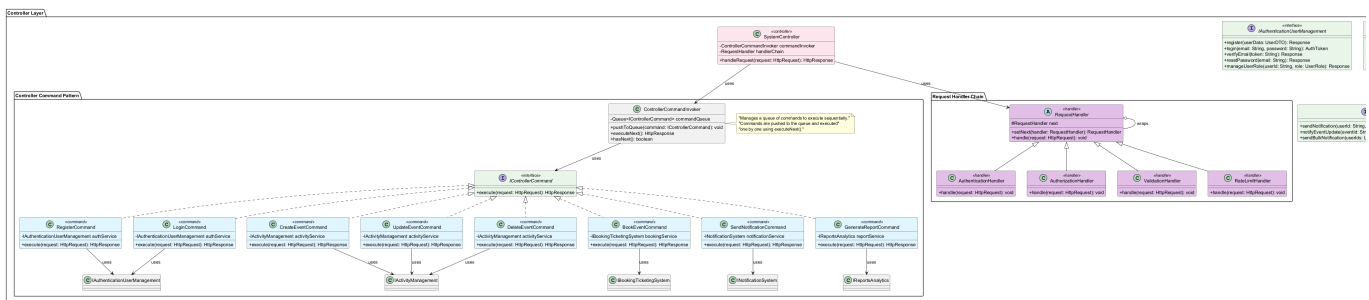 Controller Layer
«controller»
SystemController
-ControllerCommandInvoker commandInvoker
-RequestHandler handlerChain
+handleRequest(request: HttpRequest): HttpResponse
«interface»
IAuthenticationUserManagement
+register(userData: UserDTO): Response
+login(email: String, password: String): AuthToken
+verifyEmail(token: String): Response
+resetPassword(email: String): Response
+manageUserRole(userId: String, role: UserRole): Response
uses
uses
Controller Command Pattern
ControllerCommandInvoker
-Queue<IControllerCommand> commandQueue
+pushToQueue(command: IControllerCommand): void
+executeNext(): HttpResponse
+hasNext(): boolean
"Manages a queue of commands to execute sequentially."
"Commands are pushed to the queue and executed"
"one by one using executeNext()."
uses
Request Handler Chain
«handler»
RequestHandler
#RequestHandler next
+setNext(handler: RequestHandler): RequestHandler
+handle(request: HttpRequest): void
wraps
+sendNotification(userId: String,
+notifyEventUpdate(eventId: Str
+sendBulkNotification(userIds: L
«interface»
IControllerCommand
+execute(request: HttpRequest): HttpResponse
«handler»
AuthenticationHandler
+handle(request: HttpRequest): void
«handler»
AuthorizationHandler
+handle(request: HttpRequest): void
«handler»
ValidationHandler
+handle(request: HttpRequest): void
«handler»
RateLimitHandler
+handle(request: HttpRequest): void
«command»
RegisterCommand
-IAuthenticationUserManagement authService
+execute(request: HttpRequest): HttpResponse
«command»
LoginCommand
-IAuthenticationUserManagement authService
+execute(request: HttpRequest): HttpResponse
«command»
CreateEventCommand
-IActivityManagement activityService
+execute(request: HttpRequest): HttpResponse
«command»
UpdateEventCommand
-IActivityManagement activityService
+execute(request: HttpRequest): HttpResponse
«command»
DeleteEventCommand
-IActivityManagement activityService
+execute(request: HttpRequest): HttpResponse
«command»
BookEventCommand
-IBookingTicketingSystem bookingService
+execute(request: HttpRequest): HttpResponse
«command»
SendNotificationCommand
-INotificationSystem notificationService
+execute(request: HttpRequest): HttpResponse
«command»
GenerateReportCommand
-IReportsAnalytics reportService
+execute(request: HttpRequest): HttpResponse
uses
uses
uses
uses
uses
uses
uses
uses
IAuthenticationUserManagement
IActivityManagement
IBookingTicketingSystem
INotificationSystem
IReportsAnalytics